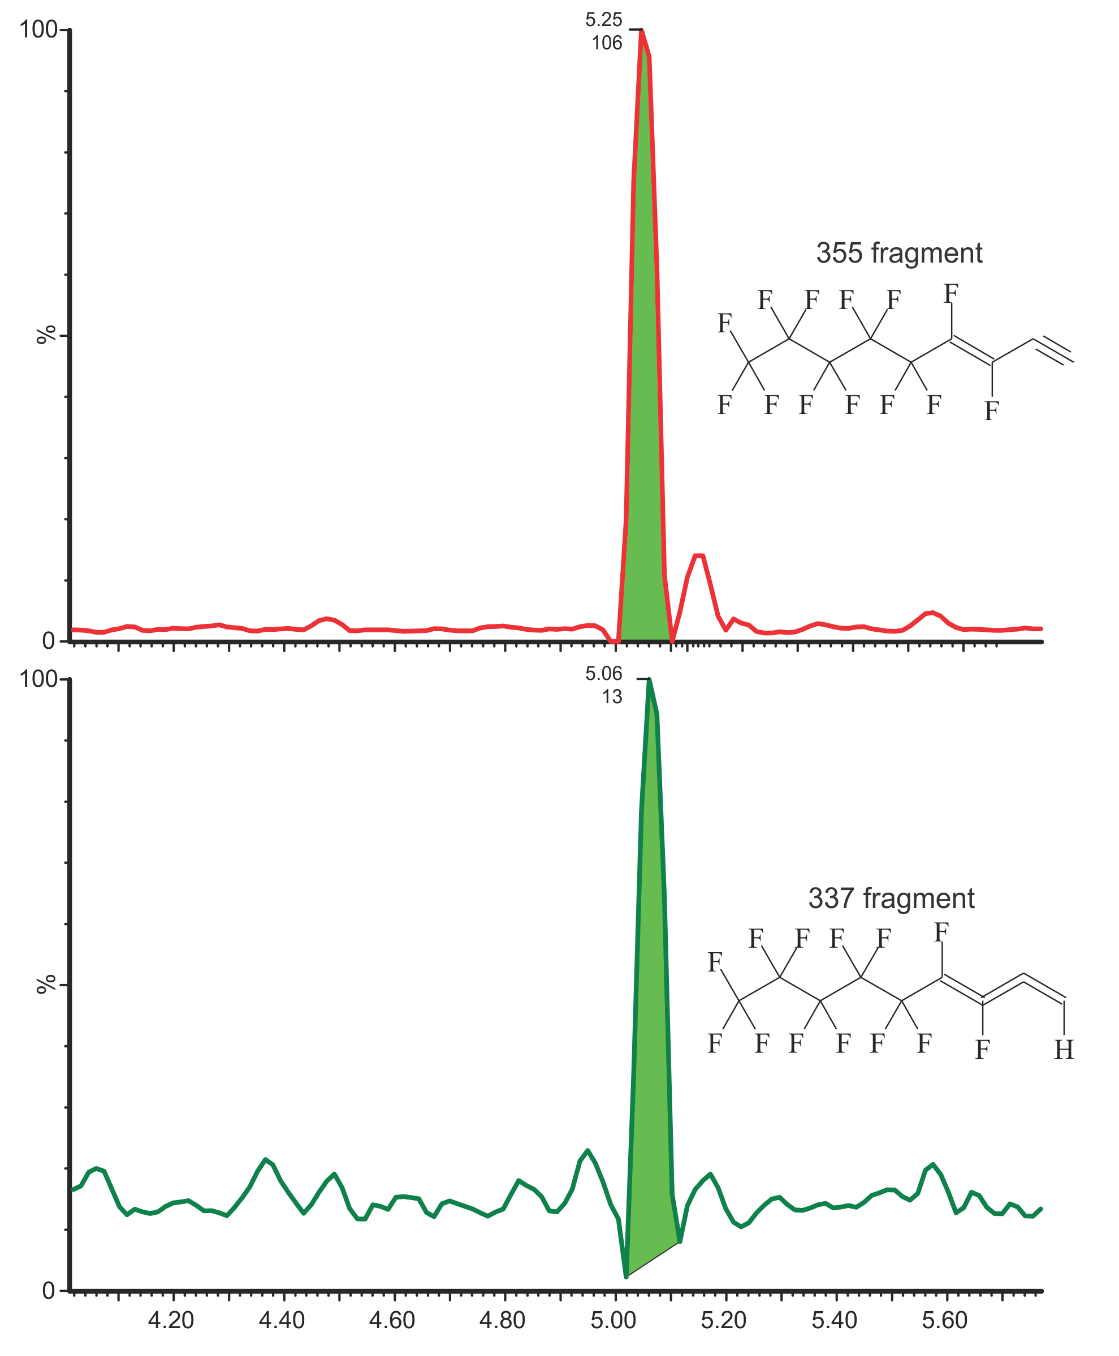 100
5.25
106
%
0
355 fragment
F F F F F
F
F F F F F F F
100
5.06
13
%
0
337 fragment
F F F F F
F
F F F F F F F H
4.20 4.40 4.60 4.80 5.00 5.20 5.40 5.60